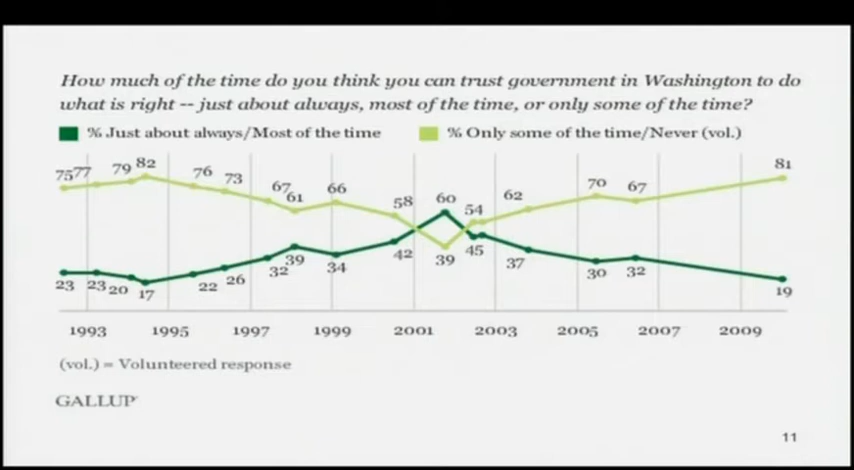 How much of the time do you think you can trust government in Washington to do
what is right -- just about always, most of the time, or only some of the time?
% Just about always/Most of the time % Only some of the time/Never (vol.)
75 77 79 82 76 73 67 61 66 58 60 54 62 70 67 81
23 23 20 17 22 26 32 39 34 42 39 45 37 30 32 19
1993 1995 1997 1999 2001 2003 2005 2007 2009
(vol.) = Volunteered response
GALLUP
11